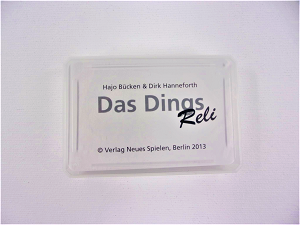 Hajo Bücken & Dirk Hanneforth
Das Dings
Reli
© Verlag Neues Spielen, Berlin 2013